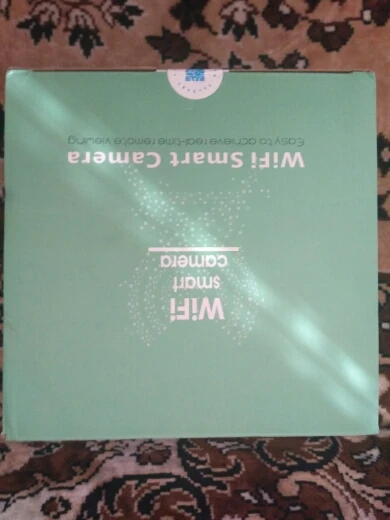 WiFi
smart
camera
WiFi Smart Camera
Easy to achieve real-time remote viewing